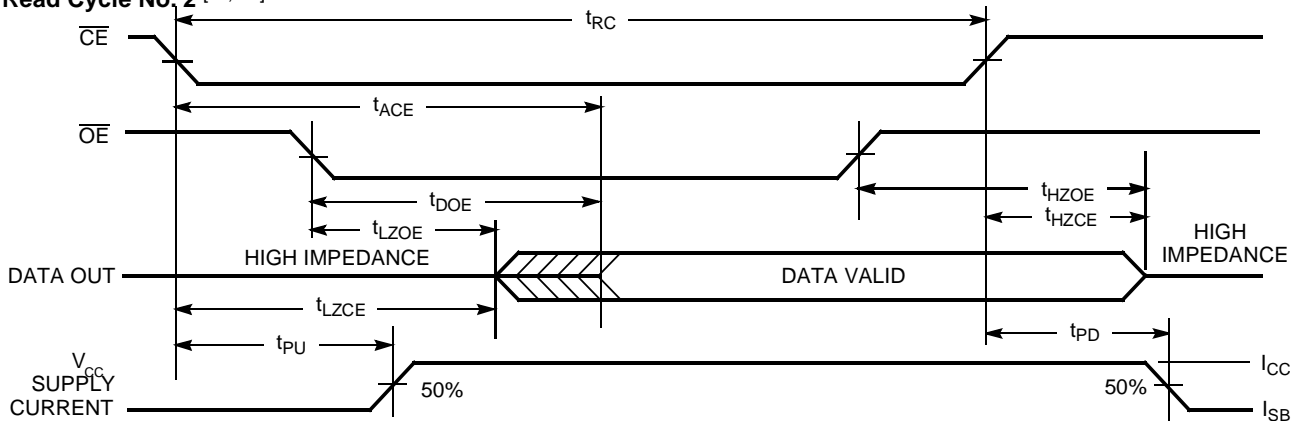 Read Cycle No. 2
tRC
CE
tACE
OE
tDOE
tHZOE
tLZOE
tHZCE
HIGH IMPEDANCE
HIGH IMPEDANCE
DATA OUT
DATA VALID
tLZCE
tPU
tPD
VCC SUPPLY CURRENT
50%
50%
ICC
ISB